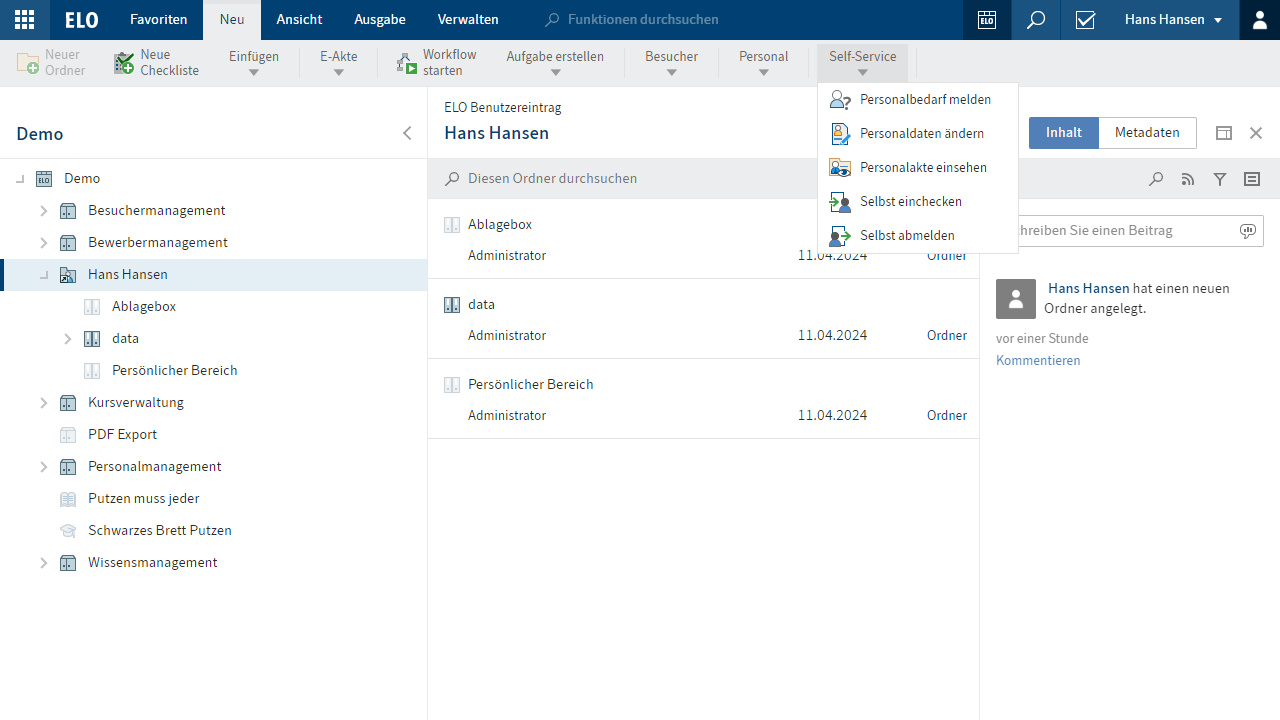 ELO Favoriten Neu Ansicht Ausgabe Verwalten Funktionen durchsuchen ELO Hans Hansen
Neuer Ordner
Neue Checkliste
Einfügen
E-Akte
Workflow starten
Aufgabe erstellen
Besucher
Personal
Self-Service
Personalbedarf melden
Personaldaten ändern
Personalakte einsehen
Selbst einchecken
Selbst abmelden
Demo
ELO Demo
Besuchermanagement
Bewerbermanagement
Hans Hansen
Ablagebox
data
Persönlicher Bereich
Kursverwaltung
PDF Export
Personalmanagement
Putzen muss jeder
Schwarzes Brett Putzen
Wissensmanagement
ELO Benutzereintrag
Hans Hansen
Inhalt Metadaten
Diesen Ordner durchsuchen
Ablagebox
Administrator 11.04.2024 Ordner
data
Administrator 11.04.2024 Ordner
Persönlicher Bereich
Administrator 11.04.2024 Ordner
chreiben Sie einen Beitrag
Hans Hansen hat einen neuen
Ordner angelegt.
vor einer Stunde
Kommentieren